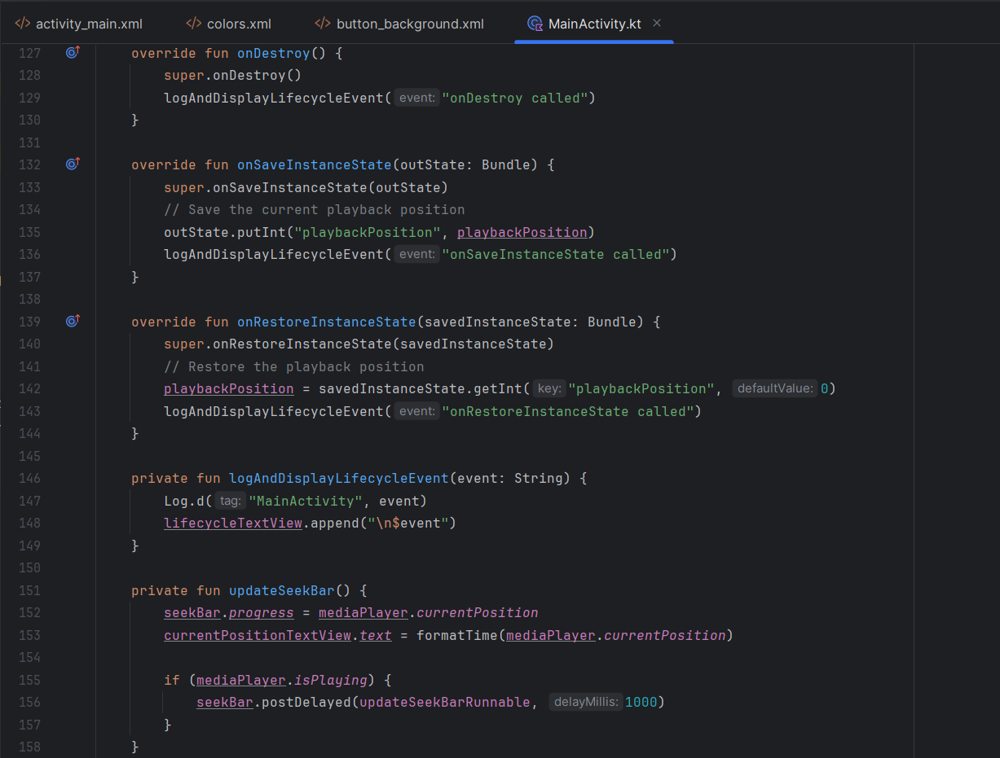 activity_main.xml colors.xml button_background.xml MainActivity.kt
127 override fun onDestroy() {
128 super.onDestroy()
129 logAndDisplayLifecycleEvent( event: "onDestroy called")
130 }
131
132 override fun onSaveInstanceState(outState: Bundle) {
133 super.onSaveInstanceState(outState)
134 // Save the current playback position
135 outState.putInt("playbackPosition", playbackPosition)
136 logAndDisplayLifecycleEvent( event: "onSaveInstanceState called")
137 }
138
139 override fun onRestoreInstanceState(savedInstanceState: Bundle) {
140 super.onRestoreInstanceState(savedInstanceState)
141 // Restore the playback position
142 playbackPosition = savedInstanceState.getInt( key: "playbackPosition", defaultValue: 0)
143 logAndDisplayLifecycleEvent( event: "onRestoreInstanceState called")
144 }
145
146 private fun logAndDisplayLifecycleEvent(event: String) {
147 Log.d( tag: "MainActivity", event)
148 lifecycleTextView.append("\n$event")
149 }
150
151 private fun updateSeekBar() {
152 seekBar.progress = mediaPlayer.currentPosition
153 currentPositionTextView.text = formatTime(mediaPlayer.currentPosition)
154
155 if (mediaPlayer.isPlaying) {
156 seekBar.postDelayed(updateSeekBarRunnable, delayMillis: 1000)
157 }
158 }